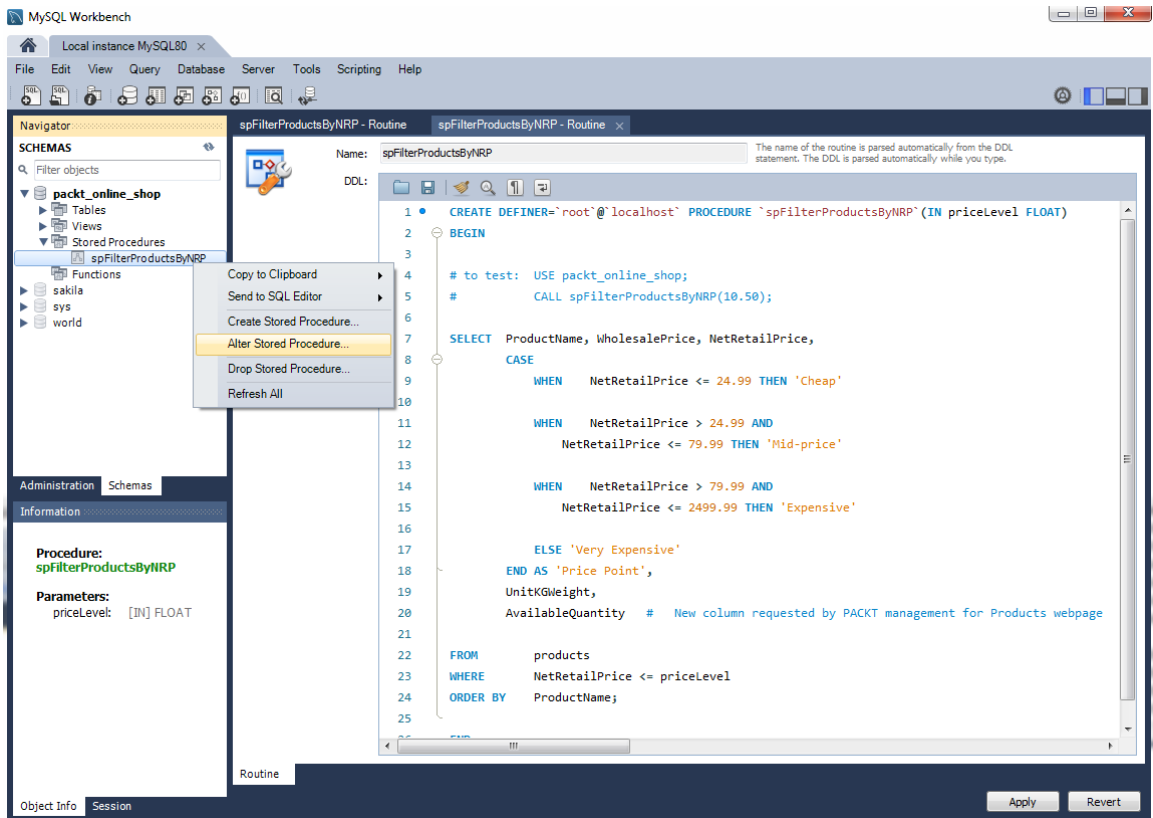 MySQL Workbench
Local instance MySQL80 ×
File Edit View Query Database Server Tools Scripting Help
Navigator
SCHEMAS
Filter objects
packt_online_shop
Tables
Views
Stored Procedures
spFilterProductsByNRP
Functions
sakila
sys
world
Copy to Clipboard
Send to SQL Editor
Create Stored Procedure...
Alter Stored Procedure...
Drop Stored Procedure...
Refresh All
Administration Schemas
Information
Procedure:
spFilterProductsByNRP
Parameters:
priceLevel: [IN] FLOAT
Object Info Session
spFilterProductsByNRP - Routine spFilterProductsByNRP - Routine ×
Name: spFilterProductsByNRP
The name of the routine is parsed automatically from the DDL
statement. The DDL is parsed automatically while you type.
DDL:
1 CREATE DEFINER=`root`@`localhost` PROCEDURE `spFilterProductsByNRP`(IN priceLevel FLOAT)
2 BEGIN
3
4 # to test: USE packt_online_shop;
5 # CALL spFilterProductsByNRP(10.50);
6
7 SELECT ProductName, WholesalePrice, NetRetailPrice,
8 CASE
9 WHEN NetRetailPrice <= 24.99 THEN 'Cheap'
10
11 WHEN NetRetailPrice > 24.99 AND
12 NetRetailPrice <= 79.99 THEN 'Mid-price'
13
14 WHEN NetRetailPrice > 79.99 AND
15 NetRetailPrice <= 2499.99 THEN 'Expensive'
16
17 ELSE 'Very Expensive'
18 END AS 'Price Point',
19 UnitKGWeight,
20 AvailableQuantity # New column requested by PACKT management for Products webpage
21
22 FROM products
23 WHERE NetRetailPrice <= priceLevel
24 ORDER BY ProductName;
25
Routine
Apply Revert